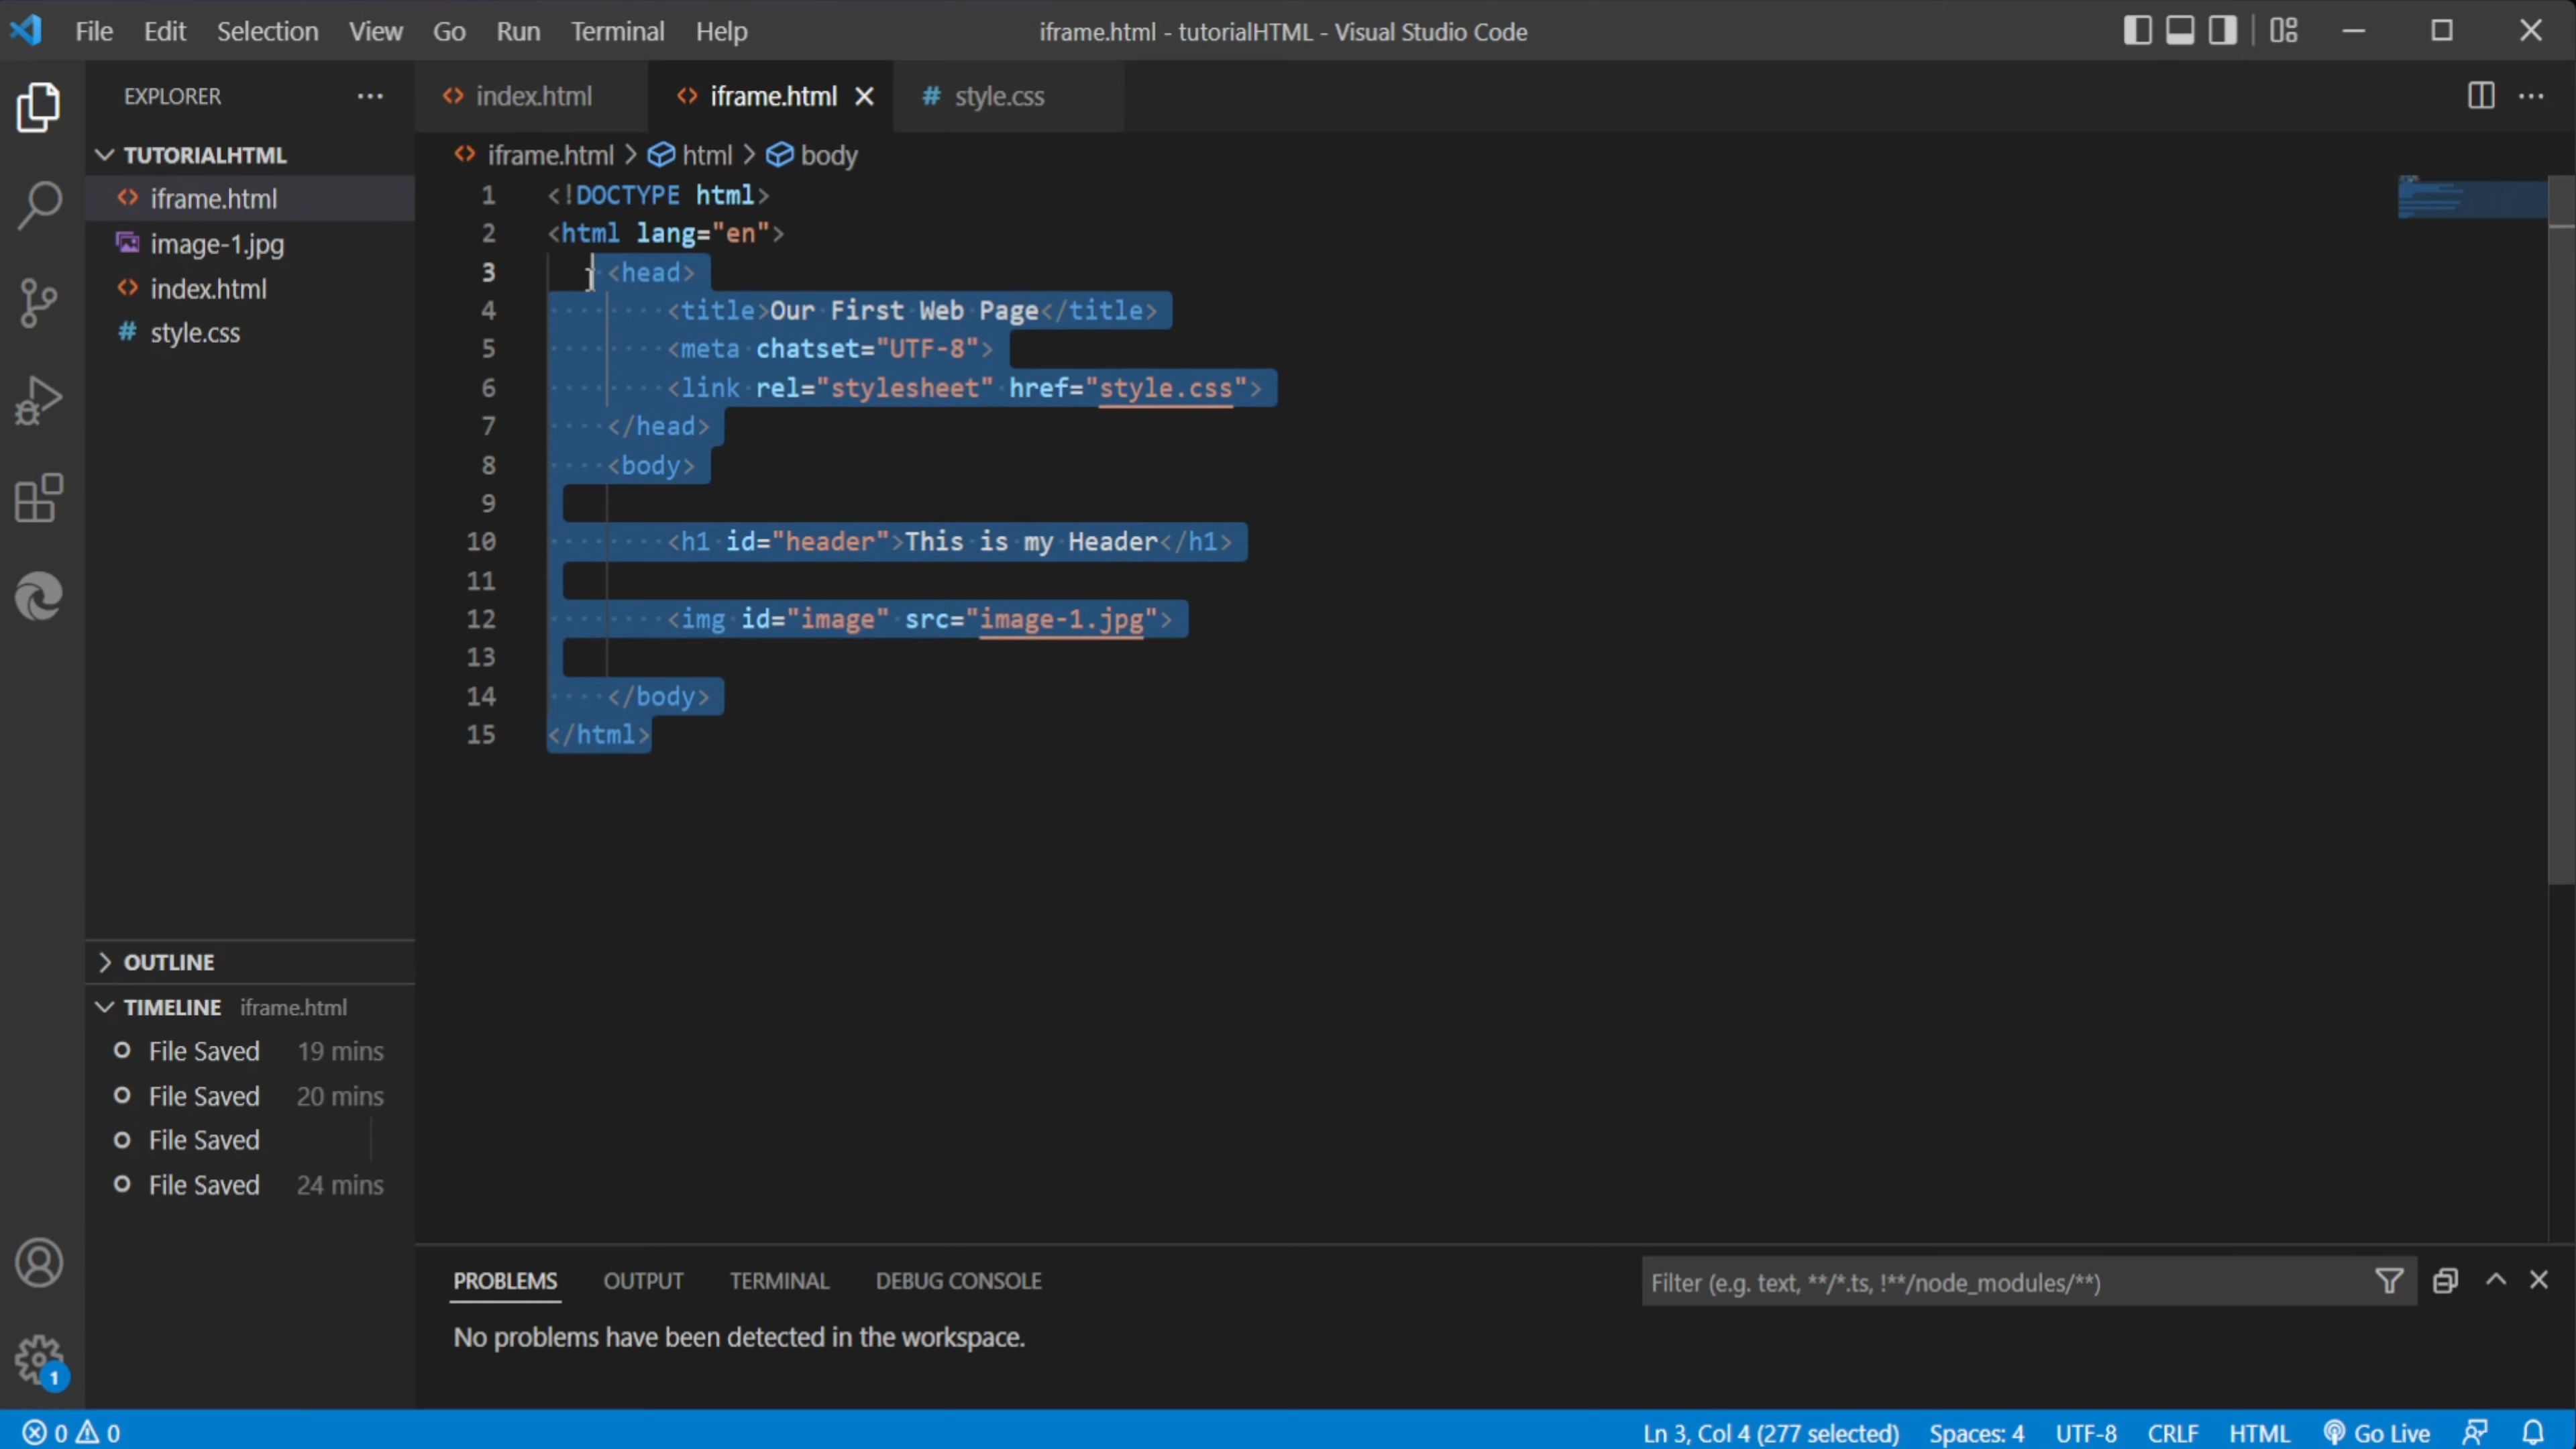 File Edit Selection View Go Run Terminal Help
iframe.html - tutorialHTML - Visual Studio Code
EXPLORER
TUTORIALHTML
iframe.html
image-1.jpg
index.html
style.css
OUTLINE
TIMELINE iframe.html
File Saved 19 mins
File Saved 20 mins
File Saved
File Saved 24 mins
1
index.html iframe.html style.css
iframe.html > html > body
1 <!DOCTYPE html>
2 <html lang="en">
3 <head>
4 <title>Our First Web Page</title>
5 <meta chatset="UTF-8">
6 <link rel="stylesheet" href="style.css">
7 </head>
8 <body>
9
10 <h1 id="header">This is my Header</h1>
11
12 <img id="image" src="image-1.jpg">
13
14 </body>
15 </html>
PROBLEMS OUTPUT TERMINAL DEBUG CONSOLE
Filter (e.g. text, **/*.ts, !**/node_modules/**)
No problems have been detected in the workspace.
0 0
Ln 3, Col 4 (277 selected) Spaces: 4 UTF-8 CRLF HTML Go Live